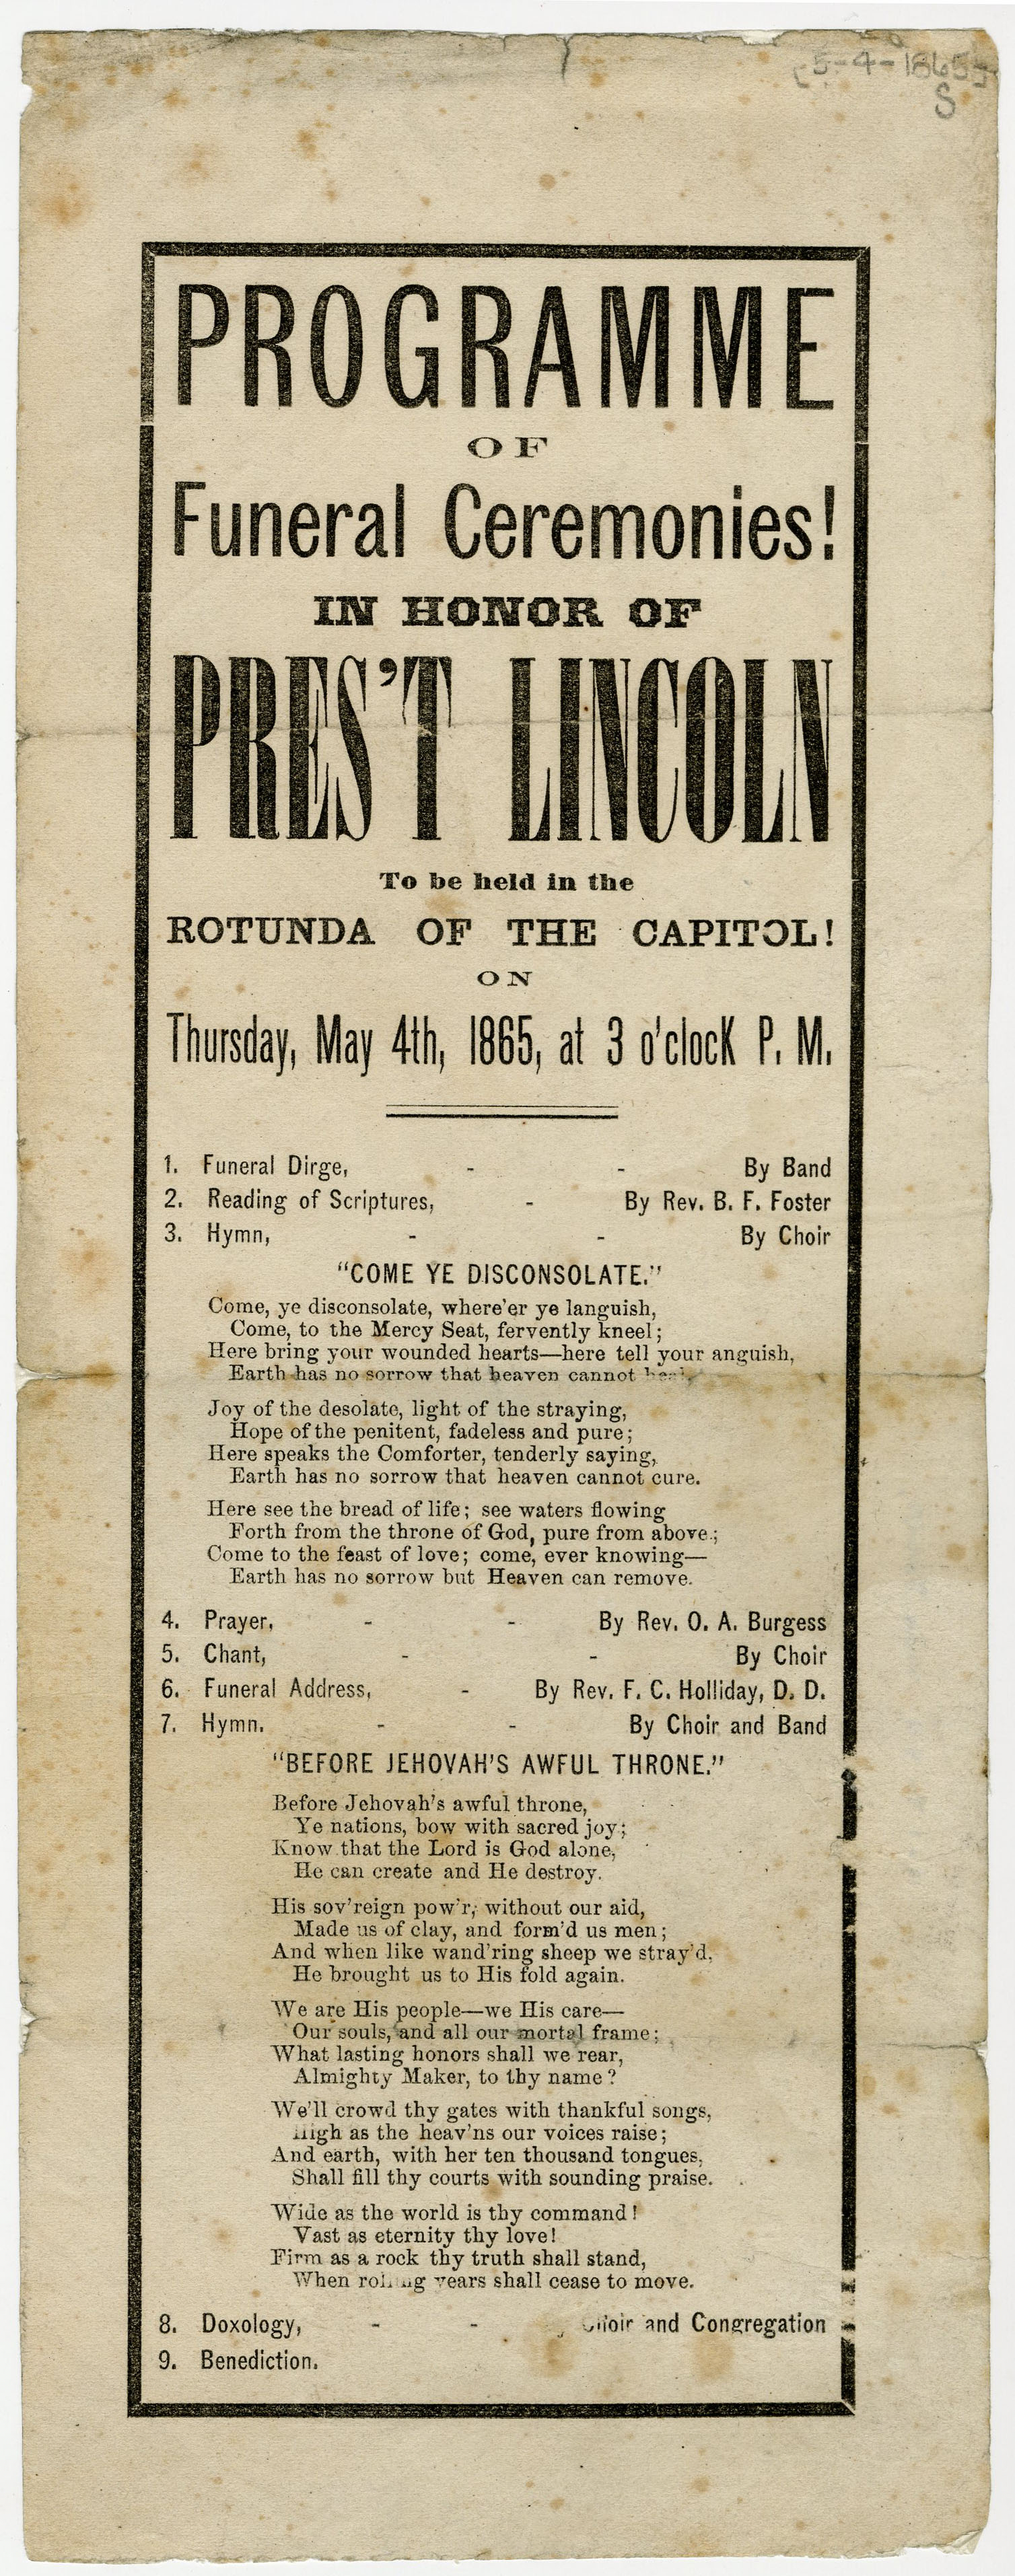 5-4-1865
S
PROGRAMME
OF
Funeral Ceremonies!
IN HONOR OF
PRES'T LINCOLN
To be held in the
ROTUNDA OF THE CAPITOL!
ON
Thursday, May 4th, 1865, at 3 o'clocK P. M.
1. Funeral Dirge, - - By Band
2. Reading of Scriptures, - By Rev. B. F. Foster
3. Hymn, - - By Choir
"COME YE DISCONSOLATE."
Come, ye disconsolate, where'er ye languish,
Come, to the Mercy Seat, fervently kneel;
Here bring your wounded hearts—here tell your anguish,
Earth has no sorrow that heaven cannot
Joy of the desolate, light of the straying,
Hope of the penitent, fadeless and pure;
Here speaks the Comforter, tenderly saying,
Earth has no sorrow that heaven cannot cure.
Here see the bread of life; see waters flowing
Forth from the throne of God, pure from above;
Come to the feast of love; come, ever knowing—
Earth has no sorrow but Heaven can remove.
4. Prayer, - - By Rev. O. A. Burgess
5. Chant, - - By Choir
6. Funeral Address, - By Rev. F. C. Holliday, D. D.
7. Hymn. - - By Choir and Band
"BEFORE JEHOVAH'S AWFUL THRONE."
Before Jehovah's awful throne,
Ye nations, bow with sacred joy;
Know that the Lord is God alone,
He can create and He destroy.
His sov'reign pow'r, without our aid,
Made us of clay, and form'd us men;
And when like wand'ring sheep we stray'd,
He brought us to His fold again.
We are His people—we His care—
Our souls, and all our mortal frame;
What lasting honors shall we rear,
Almighty Maker, to thy name?
We'll crowd thy gates with thankful songs,
High as the heav'ns our voices raise;
And earth, with her ten thousand tongues,
Shall fill thy courts with sounding praise.
Wide as the world is thy command!
Vast as eternity thy love!
Firm as a rock thy truth shall stand,
When rolling years shall cease to move.
8. Doxology, - - Choir and Congregation
9. Benediction.